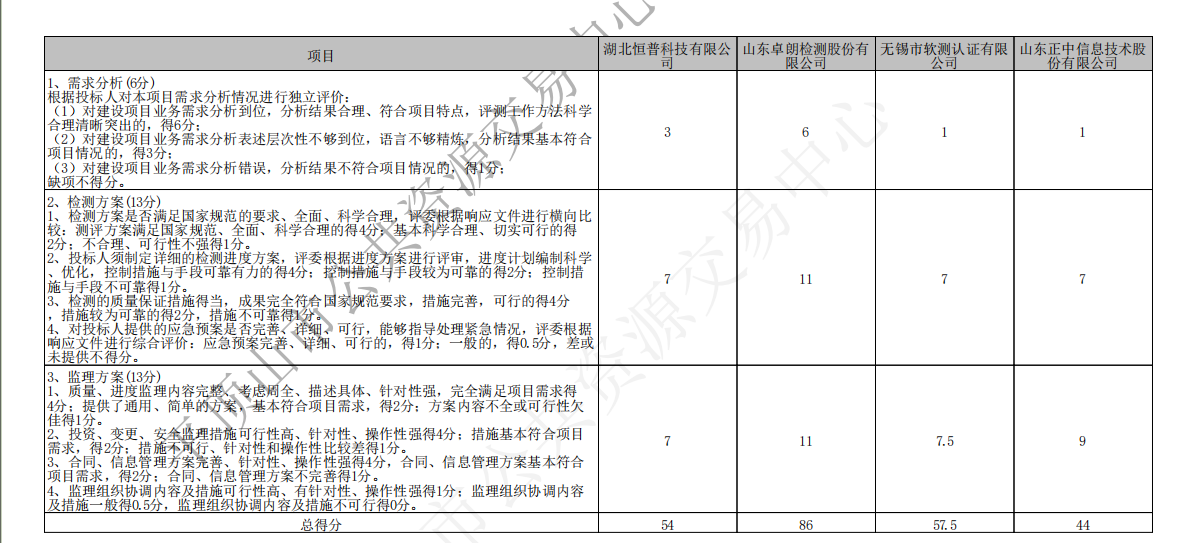 项目
湖北恒普科技有限公
司
山东卓朗检测股份有
限公司
无锡市软测认证有限
公司
山东正中信息技术股
份有限公司
1、需求分析(6分)
根据投标人对本项目需求分析情况进行独立评价:
（1）对建设项目业务需求分析到位，分析结果合理、符合项目特点，评测工作方法科学
合理清晰突出的，得6分；
（2）对建设项目业务需求分析表述层次性不够到位，语言不够精炼，分析结果基本符合
项目情况的，得3分；
（3）对建设项目业务需求分析错误，分析结果不符合项目情况的，得1分；
缺项不得分。
3
6
1
1
2、检测方案(13分)
1、检测方案是否满足国家规范的要求、全面、科学合理，评委根据响应文件进行横向比
较：测评方案满足国家规范、全面、科学合理的得4分；基本科学合理、切实可行的得
2分；不合理、可行性不强得1分。
2、投标人须制定详细的检测进度方案，评委根据进度方案进行评审，进度计划编制科学
、优化，控制措施与手段可靠有力的得4分；控制措施与手段较为可靠的得2分；控制措
施与手段不可靠得1分。
3、检测的质量保证措施得当，成果完全符合国家规范要求，措施完善，可行的得4分
，措施较为可靠的得2分，措施不可靠得1分。
4、对投标人提供的应急预案是否完善、详细、可行，能够指导处理紧急情况，评委根据
响应文件进行综合评价：应急预案完善、详细、可行的，得1分；一般的，得0.5分，差或
未提供不得分。
7
11
7
7
3、监理方案(13分)
1、质量、进度监理内容完整、考虑周全、描述具体、针对性强，完全满足项目需求得
4分；提供了通用、简单的方案，基本符合项目需求，得2分；方案内容不全或可行性欠
佳得1分。
2、投资、变更、安全监理措施可行性高、针对性、操作性强得4分；措施基本符合项目
需求，得2分；措施不可行、针对性和操作性比较差得1分。
3、合同、信息管理方案完善、针对性、操作性强得4分，合同、信息管理方案基本符合
项目需求，得2分；合同、信息管理方案不完善得1分。
4、监理组织协调内容及措施可行性高、有针对性、操作性强得1分；监理组织协调内容
及措施一般得0.5分，监理组织协调内容及措施不可行得0分。
7
11
7.5
9
总得分
54
86
57.5
44
平顶山市公共资源交易中心
市公共资源交易中心